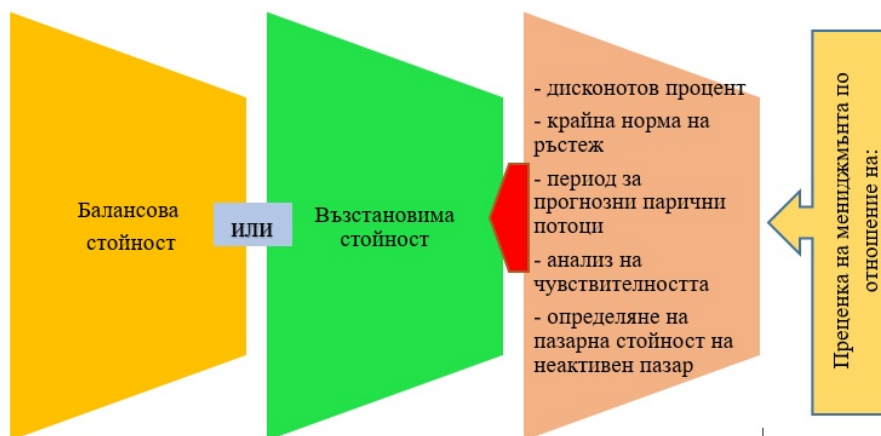 Балансова
стойност
или
Възстановима
стойност
- дисконотов процент
- крайна норма на
ръстеж
- период за
прогнозни парични
потоци
- анализ на
чувствителността
- определяне на
пазарна стойност на
неактивен пазар
Преценка на мениджмънта по
отношение на: